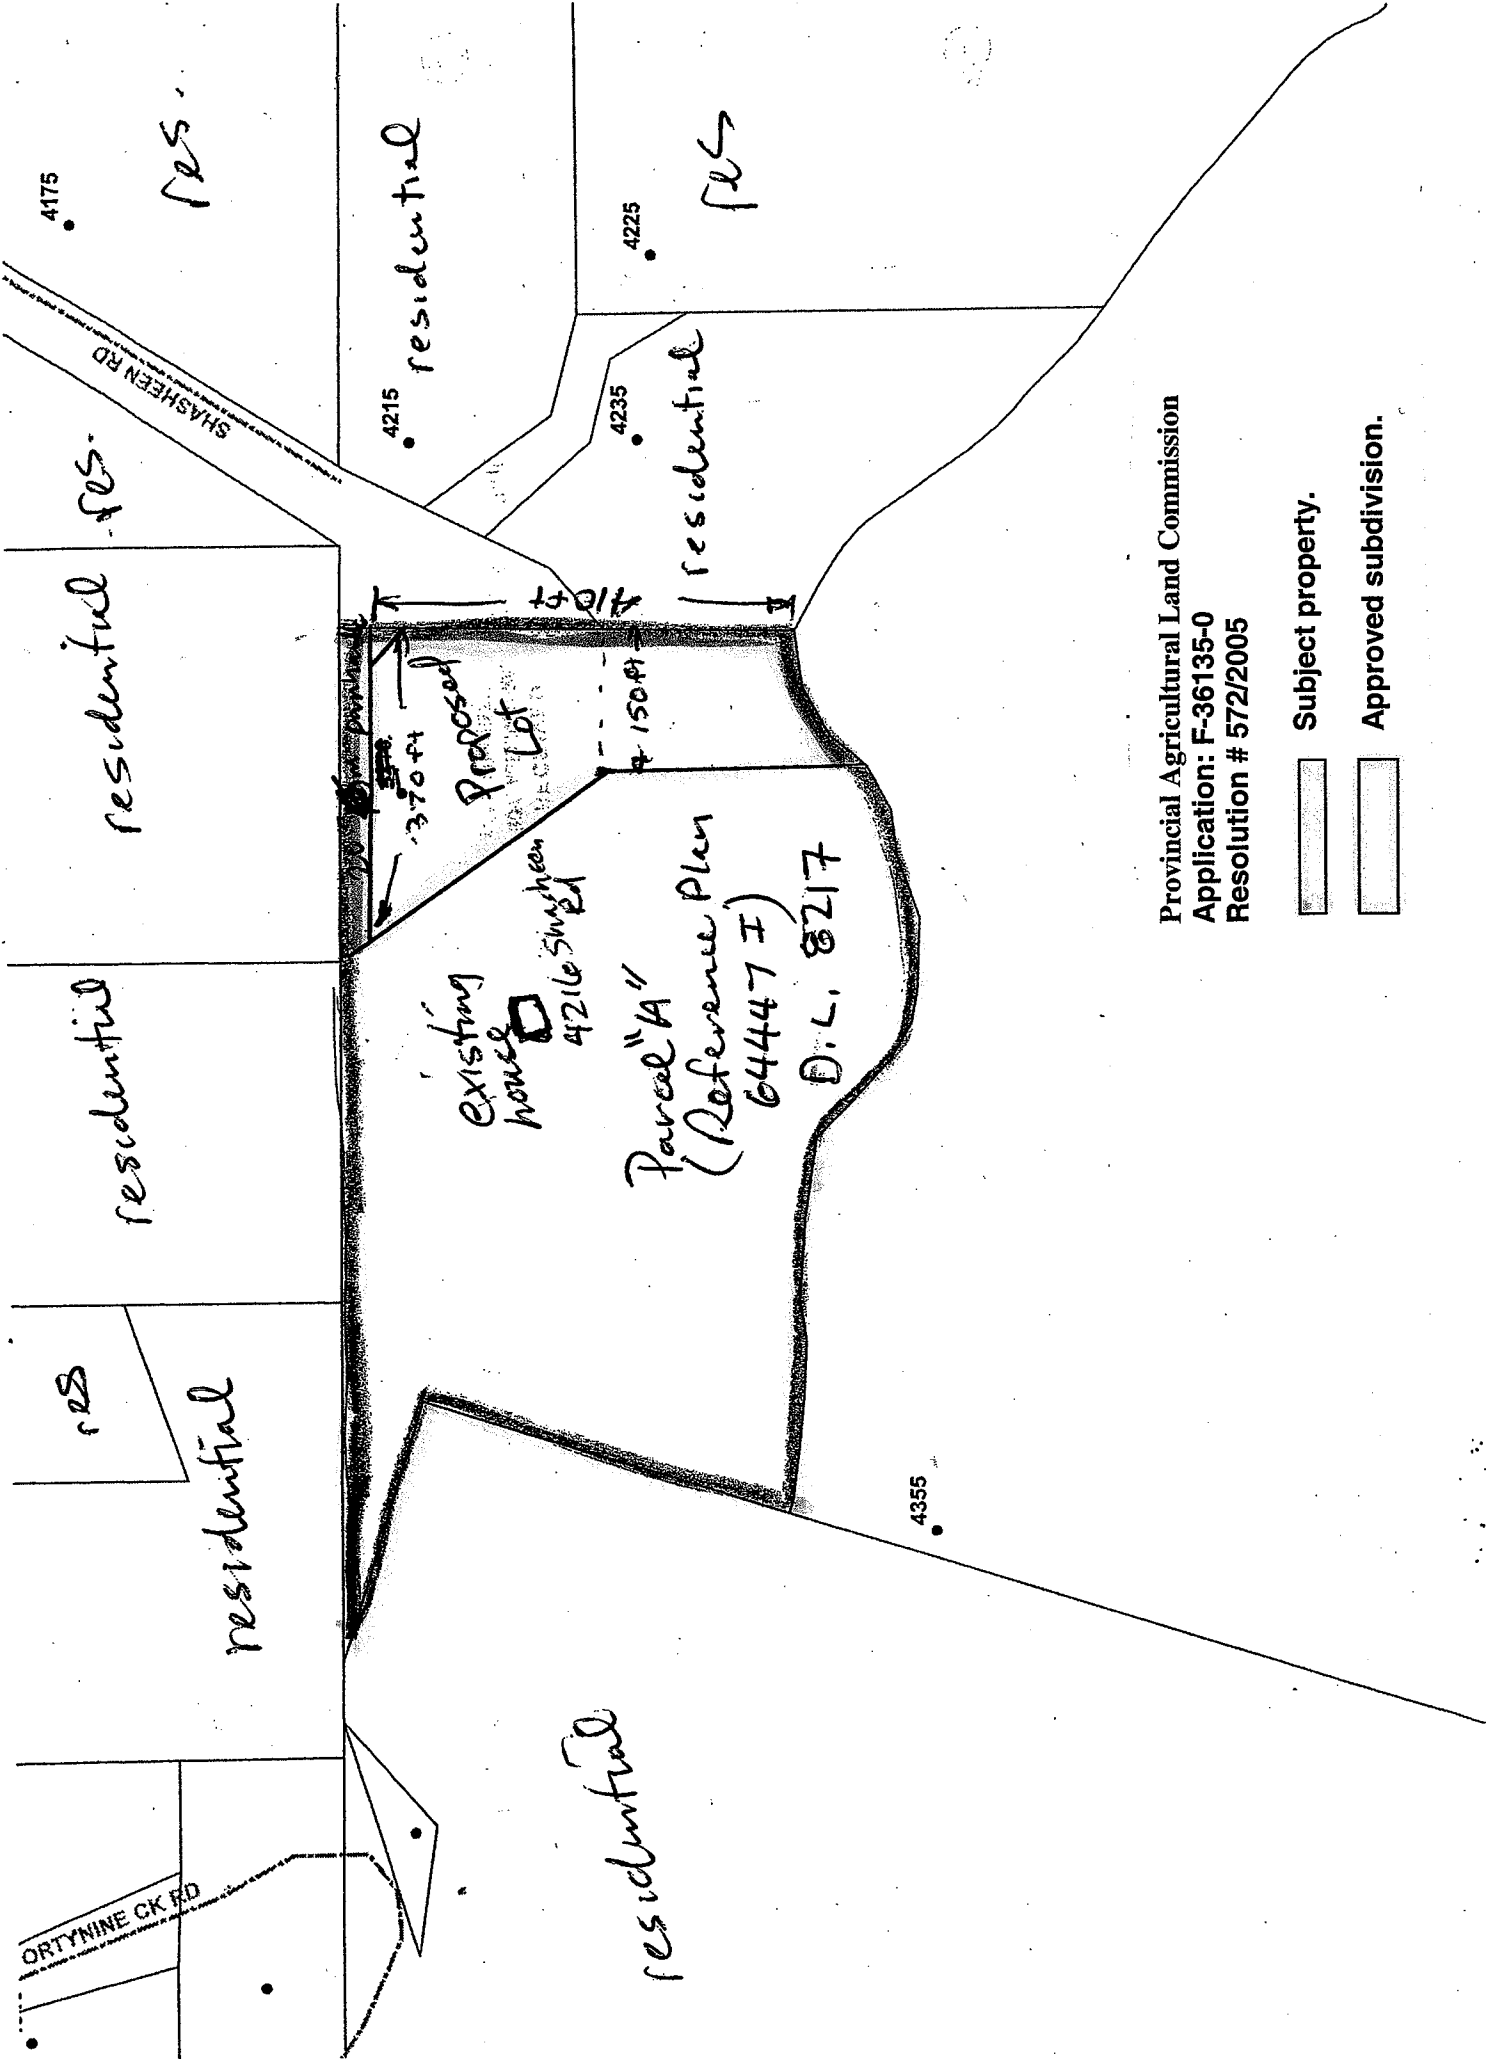 4175
res.
SHASHEEN RD
res.
residential
residential
res
residential
ORTYNINE CK RD
4215
residential
4225
res
4235
residential
410 ft
370 ft
Proposed
Lot
150 ft
existing
house
4216 Shasheen
Rd
Parcel "A"
(Reference Plan
64447 I)
D.L. 8217
4355
residential
Provincial Agricultural Land Commission
Application: F-36135-0
Resolution # 572/2005
Subject property.
Approved subdivision.